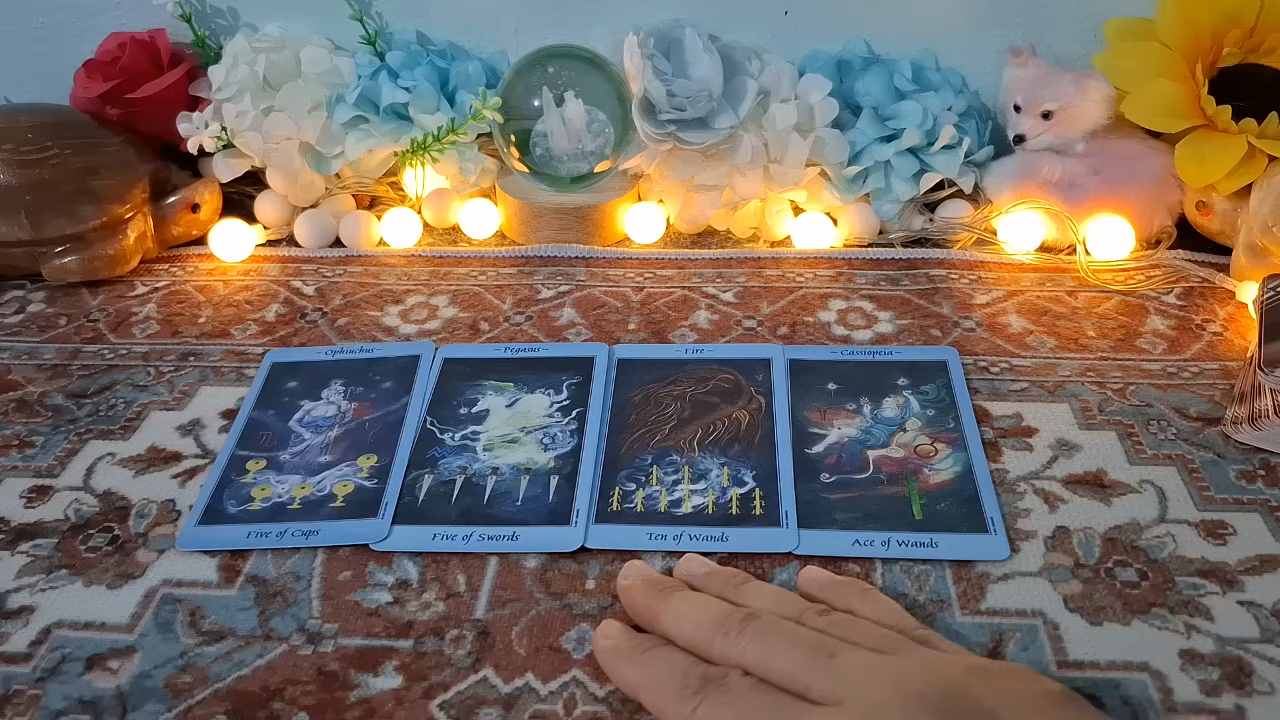 ~Ophiuchus~
Five of Cups
~Pegasus~
Five of Swords
~Fire~
Ten of Wands
~Cassiopeia~
Ace of Wands